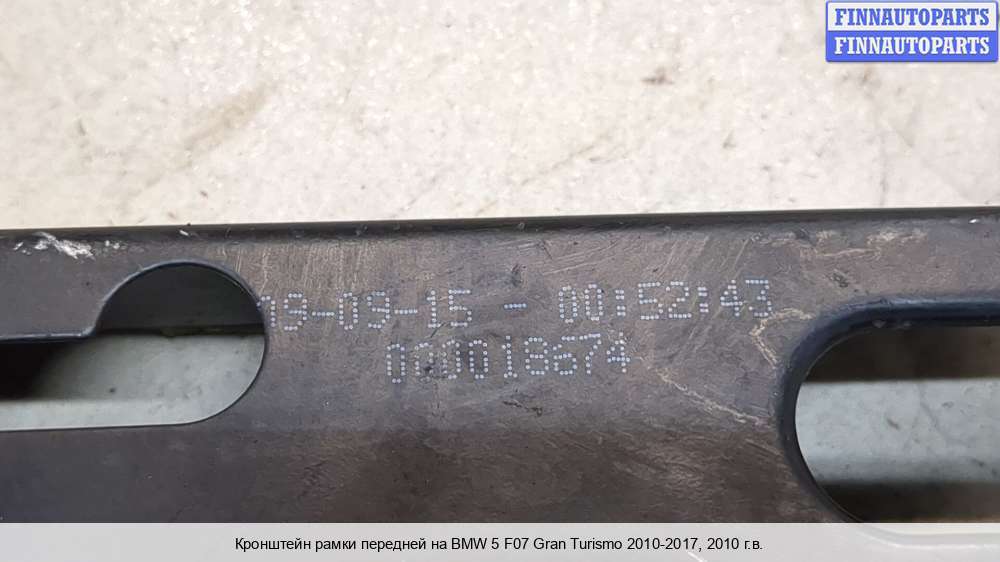 FINNAUTOPARTS
FINNAUTOPARTS
09-09-15 - 00:52:43
000018674
Кронштейн рамки передней на BMW 5 F07 Gran Turismo 2010-2017, 2010 г.в.